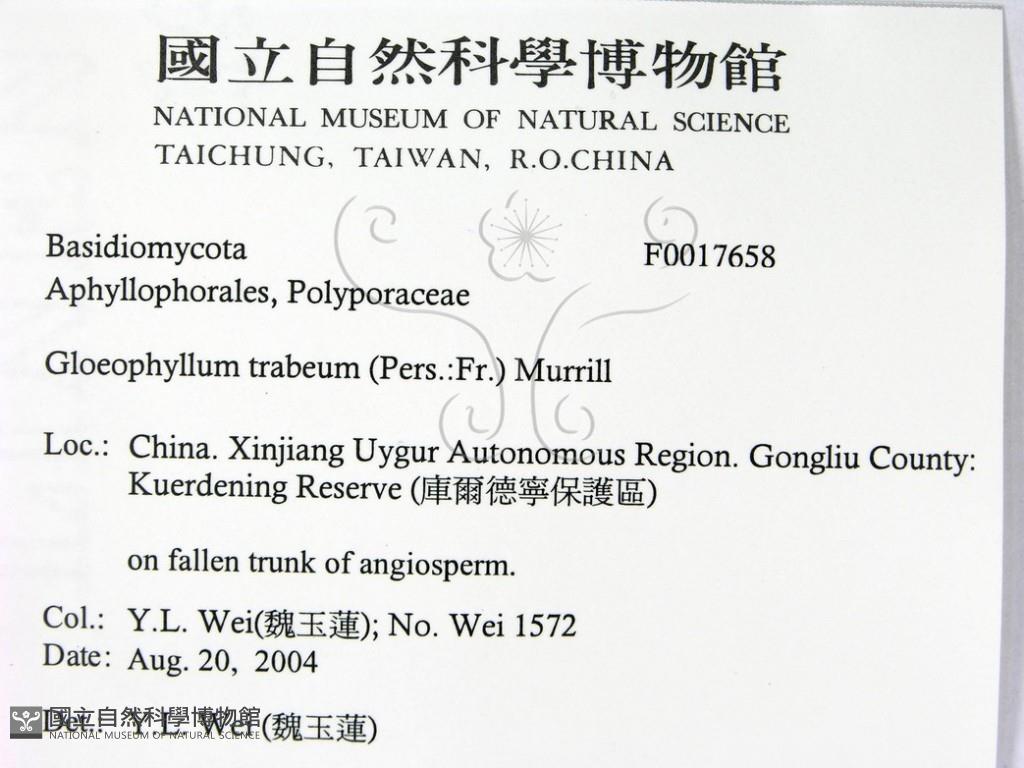 國立自然科學博物館
NATIONAL MUSEUM OF NATURAL SCIENCE
TAICHUNG, TAIWAN, R.O.CHINA
Basidiomycota F0017658
Aphyllophorales, Polyporaceae
Gloeophyllum trabeum (Pers.:Fr.) Murrill
Loc.: China. Xinjiang Uygur Autonomous Region. Gongliu County:
Kuerdening Reserve (庫爾德寧保護區)
on fallen trunk of angiosperm.
Col.: Y.L. Wei(魏玉蓮); No. Wei 1572
Date: Aug. 20, 2004
Det.: Y.L. Wei (魏玉蓮)
國立自然科學博物館
NATIONAL MUSEUM OF NATURAL SCIENCE